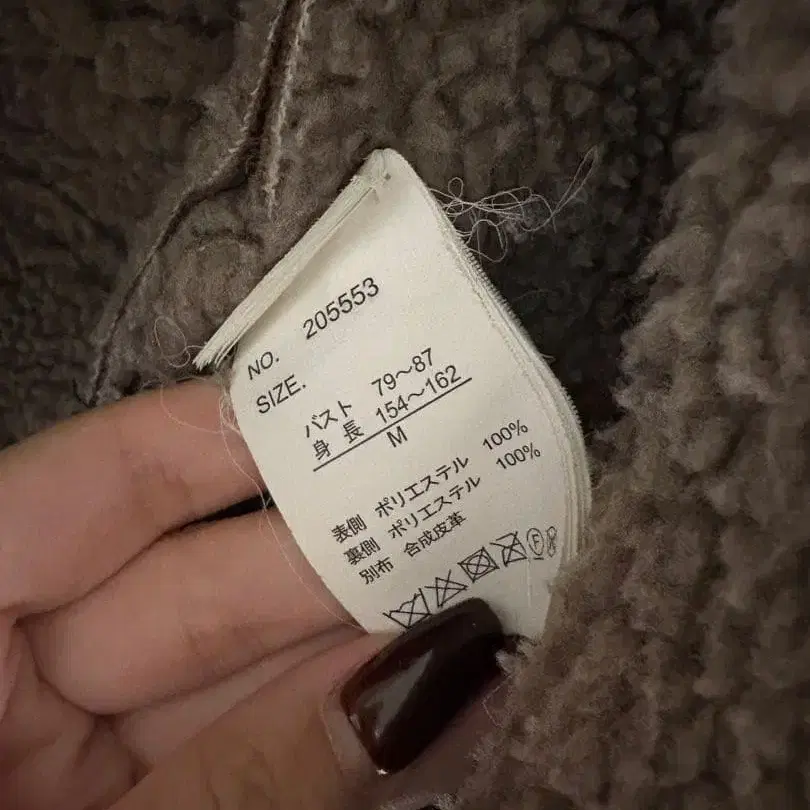 NO. 205553
SIZE.
バスト 79～87
身長 154～162
M
表側 ポリエステル 100%
裏側 ポリエステル 100%
別布 合成皮革
F